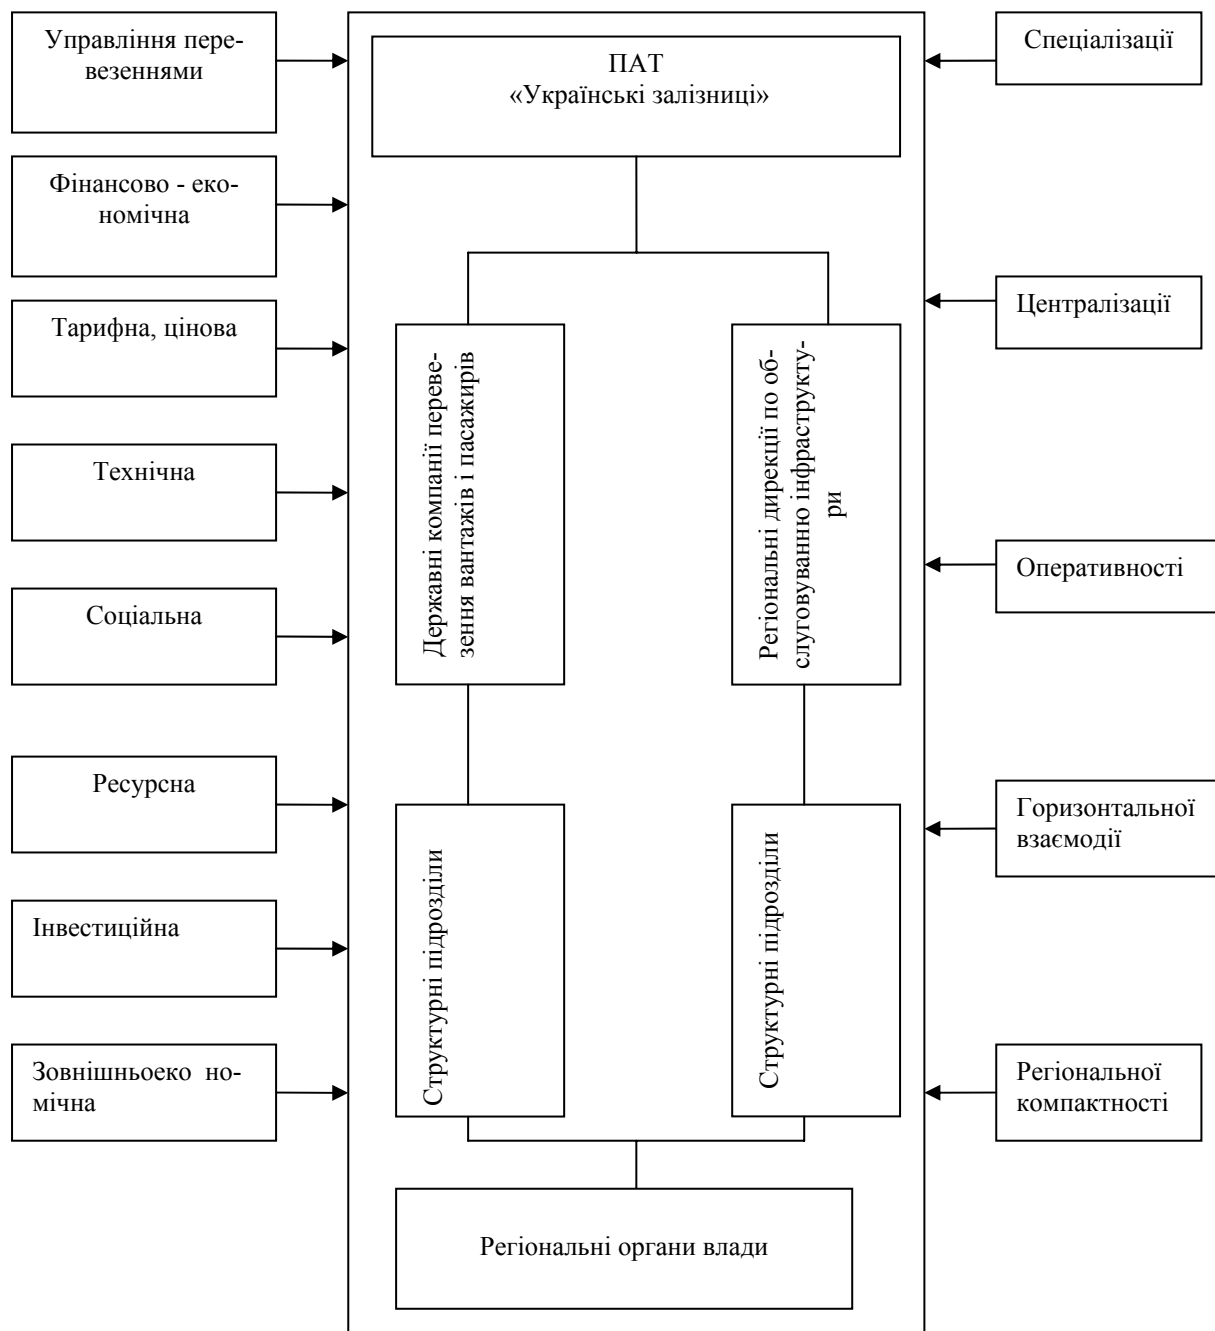 Управління пере-
везеннями
Фінансово - еко-
номічна
Тарифна, цінова
Технічна
Соціальна
Ресурсна
Інвестиційна
Зовнішньоеко но-
мічна
ПАТ
«Українські залізниці»
Державні компанії переве-
зення вантажів і пасажирів
Регіональні дирекції по об-
слуговуванню інфраструкту-
ри
Структурні підрозділи
Структурні підрозділи
Регіональні органи влади
Спеціалізації
Централізації
Оперативності
Горизонтальної
взаємодії
Регіональної
компактності